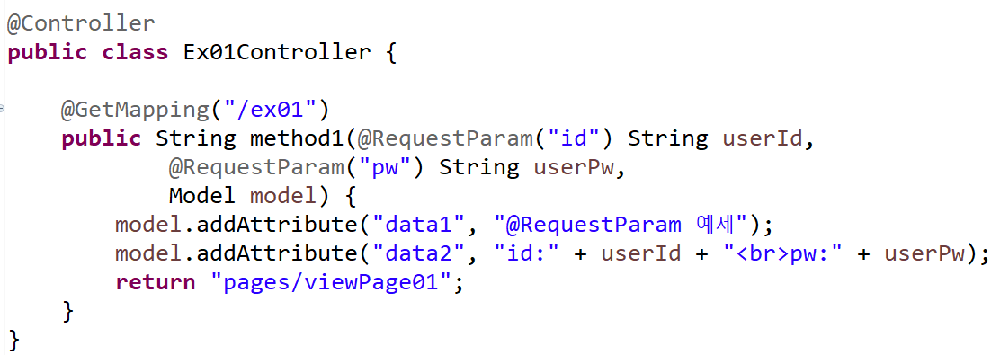 @Controller
public class Ex01Controller {
@GetMapping("/ex01")
public String method1(@RequestParam("id") String userId,
@RequestParam("pw") String userPw,
Model model) {
model.addAttribute("data1", "@RequestParam 예제");
model.addAttribute("data2", "id:" + userId + "<br>pw:" + userPw);
return "pages/viewPage01";
}
}